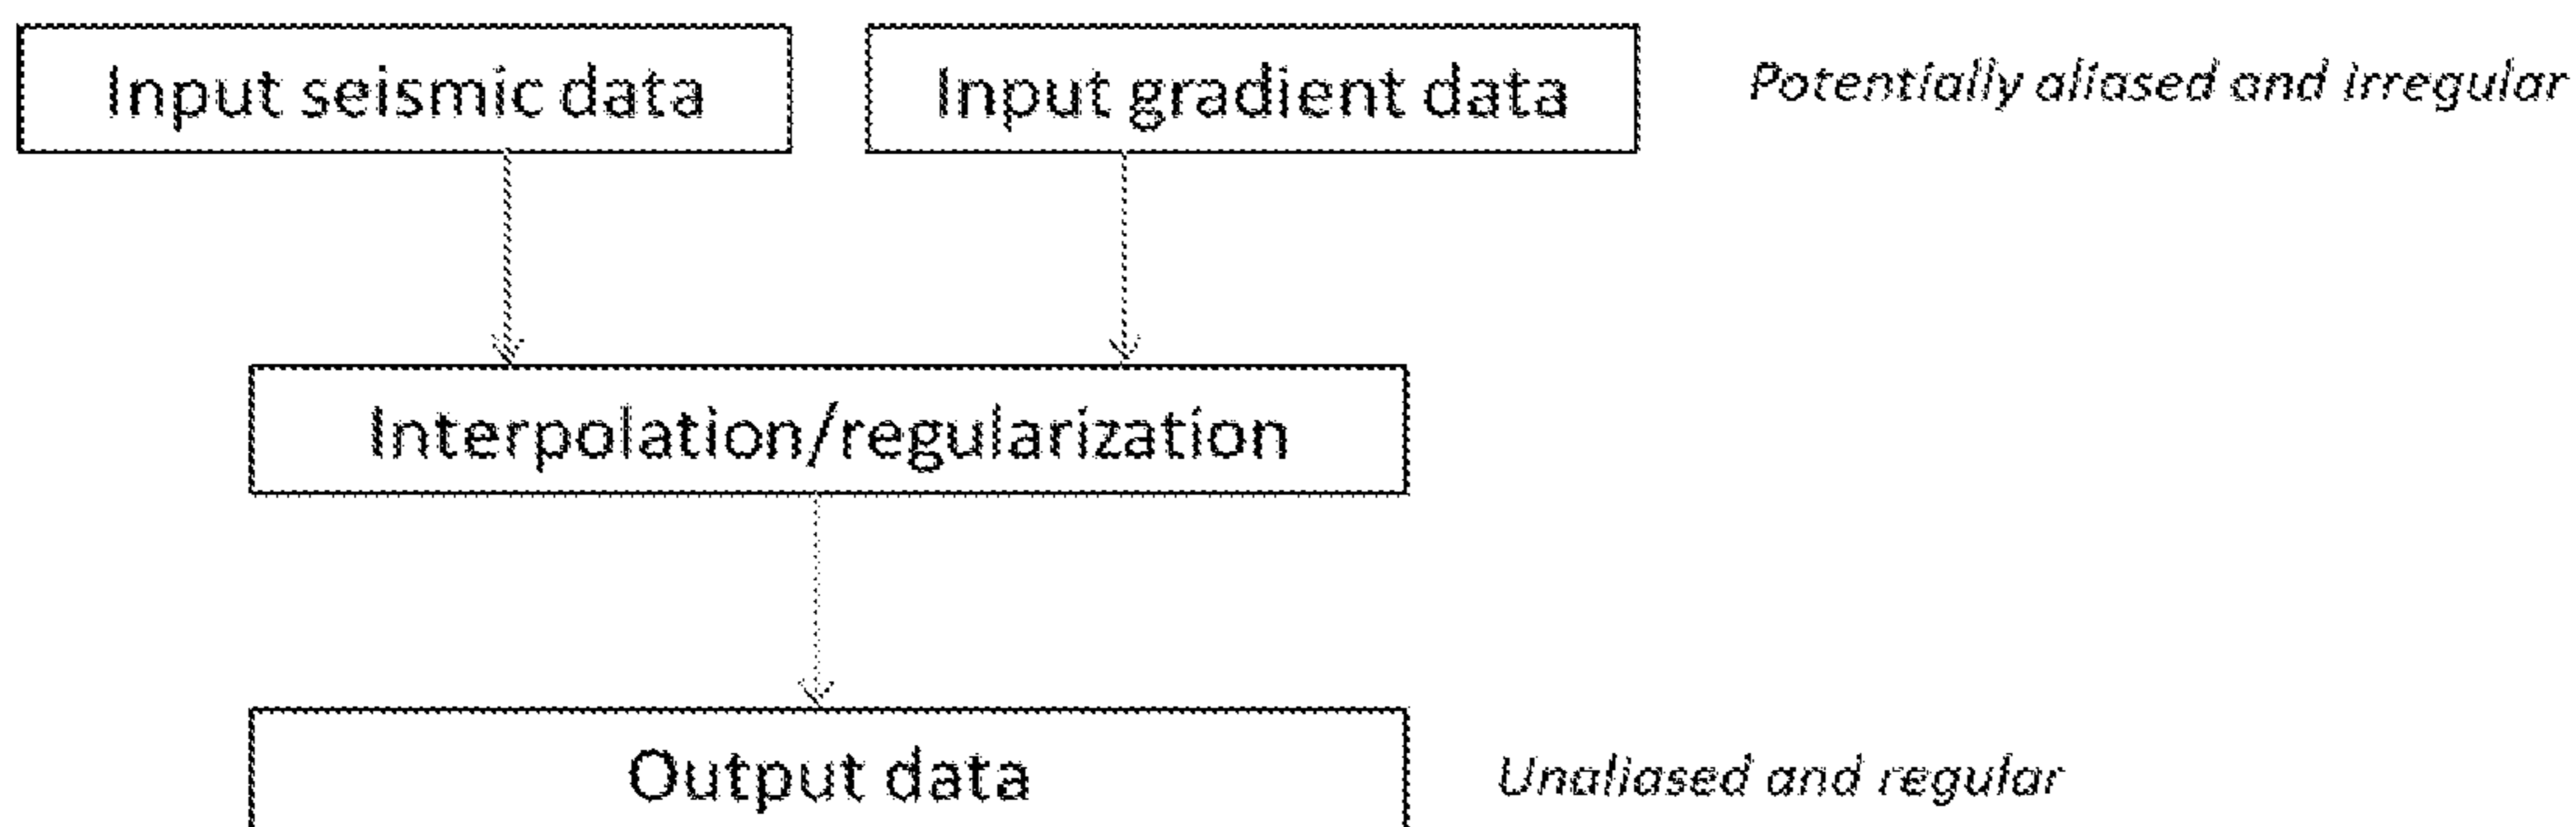 Input seismic data
Input gradient data
Potentially aliased and irregular
Interpolation/regularization
Output data
Unaliased and regular